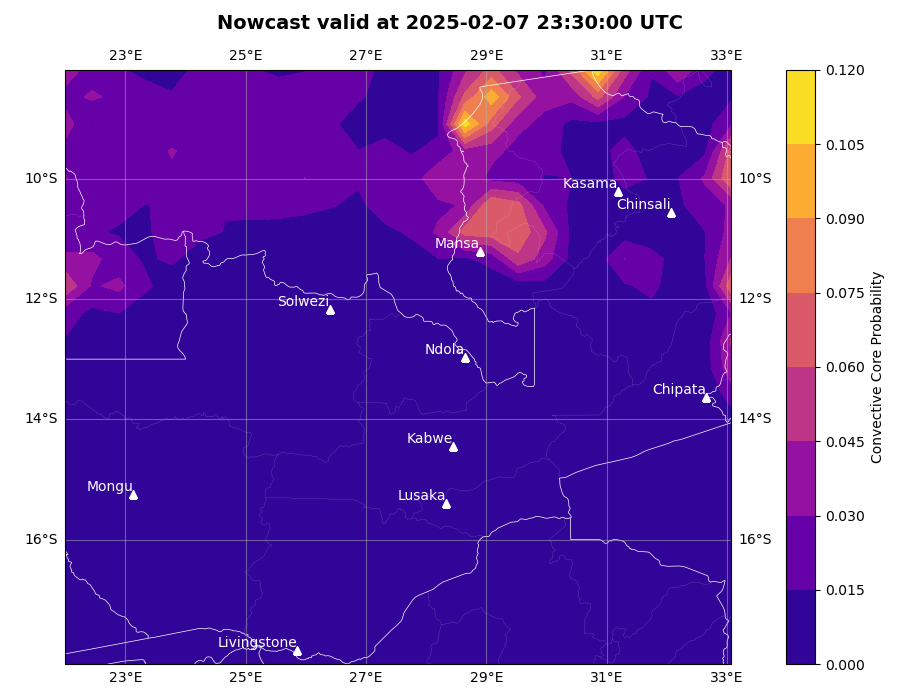 Nowcast valid at 2025-02-07 23:30:00 UTC
23°E 25°E 27°E 29°E 31°E 33°E
0.120
0.105
10°S 10°S
Kasama
Chinsali
0.090
Mansa
0.075
12°S 12°S
Solwezi
0.060
Ndola
Chipata
14°S 14°S
0.045
Kabwe
Mongu
Lusaka
0.030
16°S 16°S
0.015
Livingstone
0.000
23°E 25°E 27°E 29°E 31°E 33°E
Convective Core Probability